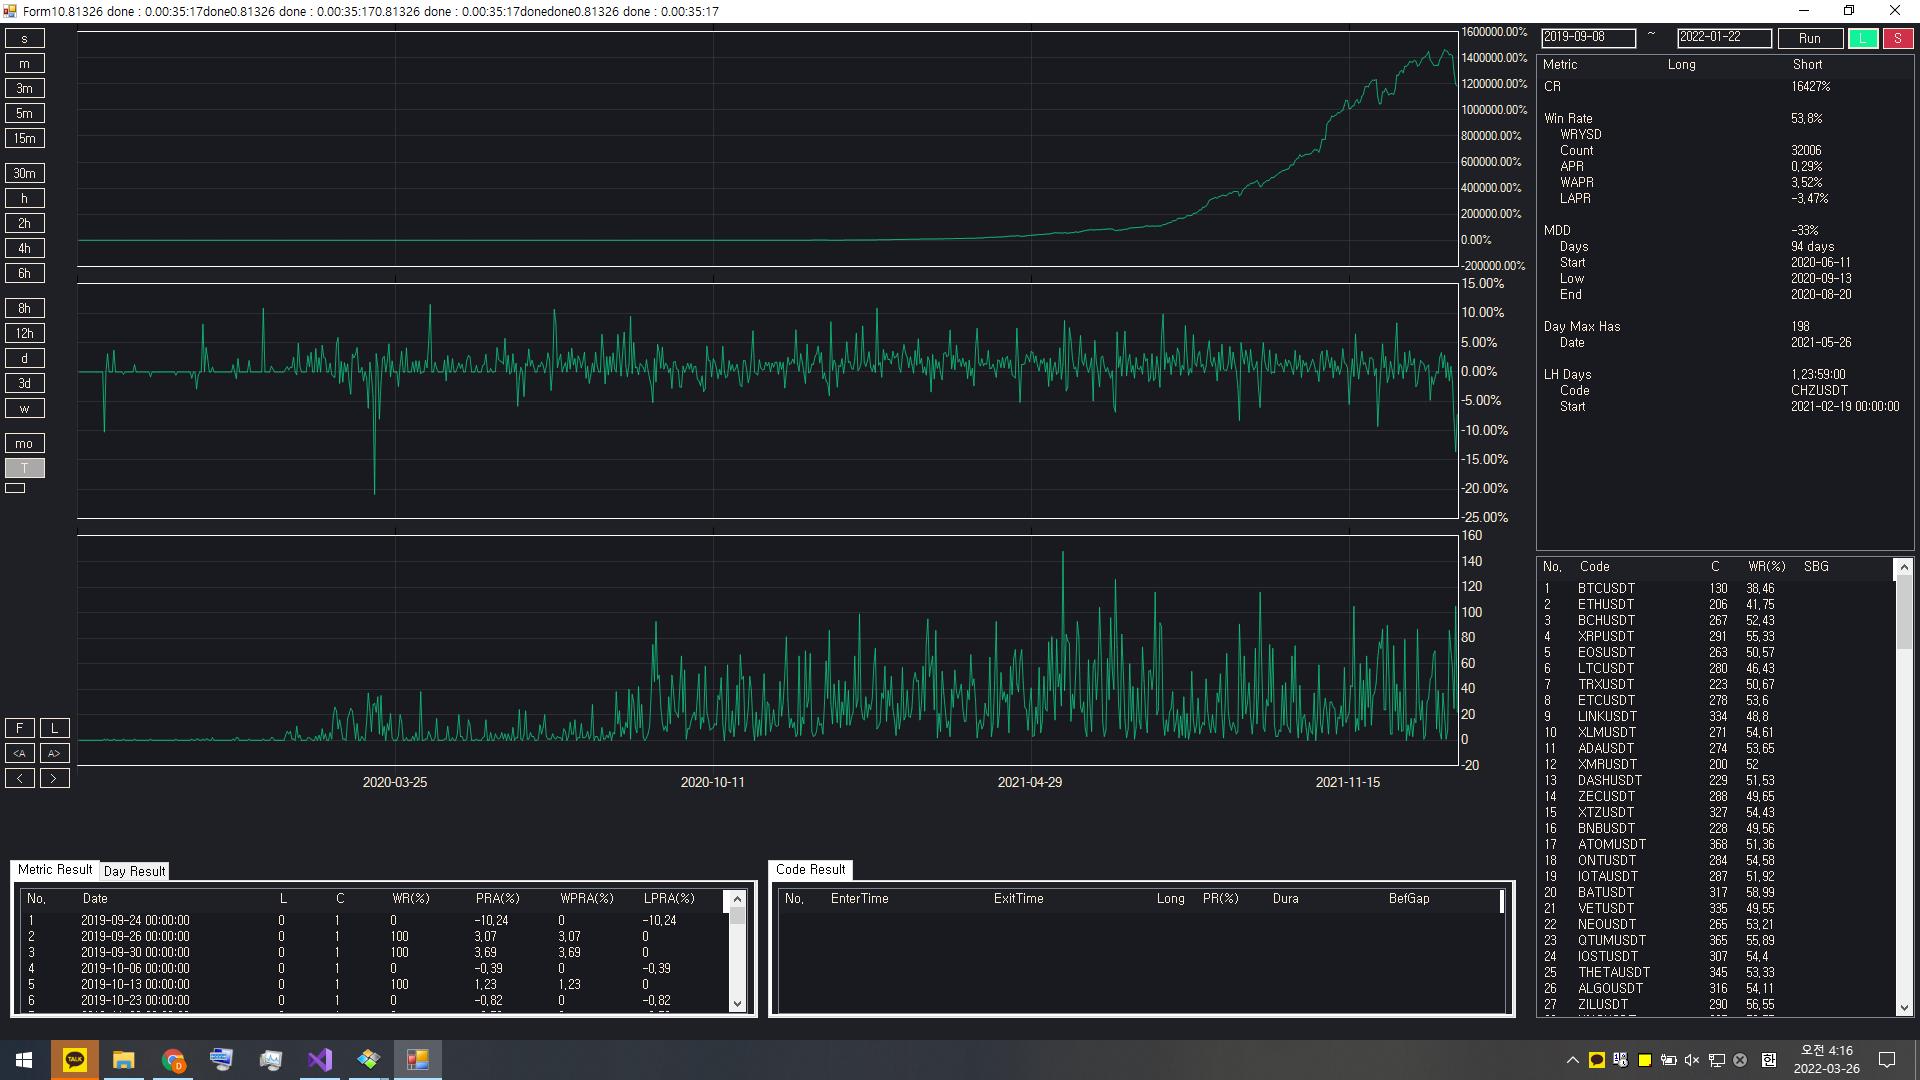 Form10.81326 done : 0.00:35:17done0.81326 done : 0.00:35:170.81326 done : 0.00:35:17donedone0.81326 done : 0.00:35:17
s
m
3m
5m
15m
30m
h
2h
4h
6h
8h
12h
d
3d
w
mo
T
F L
<A A>
< >
1600000.00%
1400000.00%
1200000.00%
1000000.00%
800000.00%
600000.00%
400000.00%
200000.00%
0.00%
-200000.00%
15.00%
10.00%
5.00%
0.00%
-5.00%
-10.00%
-15.00%
-20.00%
-25.00%
160
140
120
100
80
60
40
20
0
-20
2020-03-25 2020-10-11 2021-04-29 2021-11-15
2019-09-08 ~ 2022-01-22 Run L S
Metric Long Short
CR 16427%
Win Rate 53,8%
WRYSD
Count 32006
APR 0,29%
WAPR 3,52%
LAPR -3,47%
MDD -33%
Days 94 days
Start 2020-06-11
Low 2020-09-13
End 2020-08-20
Day Max Has 198
Date 2021-05-26
LH Days 1,23:59:00
Code CHZUSDT
Start 2021-02-19 00:00:00
No, Code C WR(%) SBG
1 BTCUSDT 130 38,46
2 ETHUSDT 206 41,75
3 BCHUSDT 267 52,43
4 XRPUSDT 291 55,33
5 EOSUSDT 263 50,57
6 LTCUSDT 280 46,43
7 TRXUSDT 223 50,67
8 ETCUSDT 278 53,6
9 LINKUSDT 334 48,8
10 XLMUSDT 271 54,61
11 ADAUSDT 274 53,65
12 XMRUSDT 200 52
13 DASHUSDT 229 51,53
14 ZECUSDT 288 49,65
15 XTZUSDT 327 54,43
16 BNBUSDT 228 49,56
17 ATOMUSDT 368 51,36
18 ONTUSDT 284 54,58
19 IOTAUSDT 287 51,92
20 BATUSDT 317 58,99
21 VETUSDT 335 49,55
22 NEOUSDT 265 53,21
23 QTUMUSDT 365 55,89
24 IOSTUSDT 307 54,4
25 THETAUSDT 345 53,33
26 ALGOUSDT 316 54,11
27 ZILUSDT 290 56,55
Metric Result Day Result
No, Date L C WR(%) PRA(%) WPRA(%) LPRA(%)
1 2019-09-24 00:00:00 0 1 0 -10,24 0 -10,24
2 2019-09-26 00:00:00 0 1 100 3,07 3,07 0
3 2019-09-30 00:00:00 0 1 100 3,69 3,69 0
4 2019-10-06 00:00:00 0 1 0 -0,39 0 -0,39
5 2019-10-13 00:00:00 0 1 100 1,23 1,23 0
6 2019-10-23 00:00:00 0 1 0 -0,82 0 -0,82
Code Result
No, EnterTime ExitTime Long PR(%) Dura BefGap
TALK
오전 4:16
2022-03-26